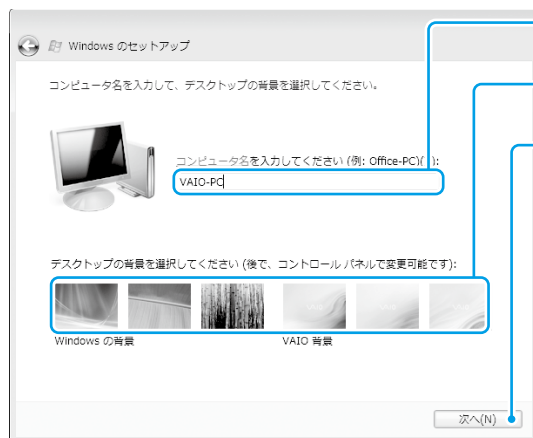 Windows のセットアップ
コンピュータ名を入力して、デスクトップの背景を選択してください。
コンピュータ名を入力してください (例: Office-PC)( ):
VAIO-PC
デスクトップの背景を選択してください (後で、コントロール パネルで変更可能です):
Windows の背景
VAIO 背景
次へ(N)